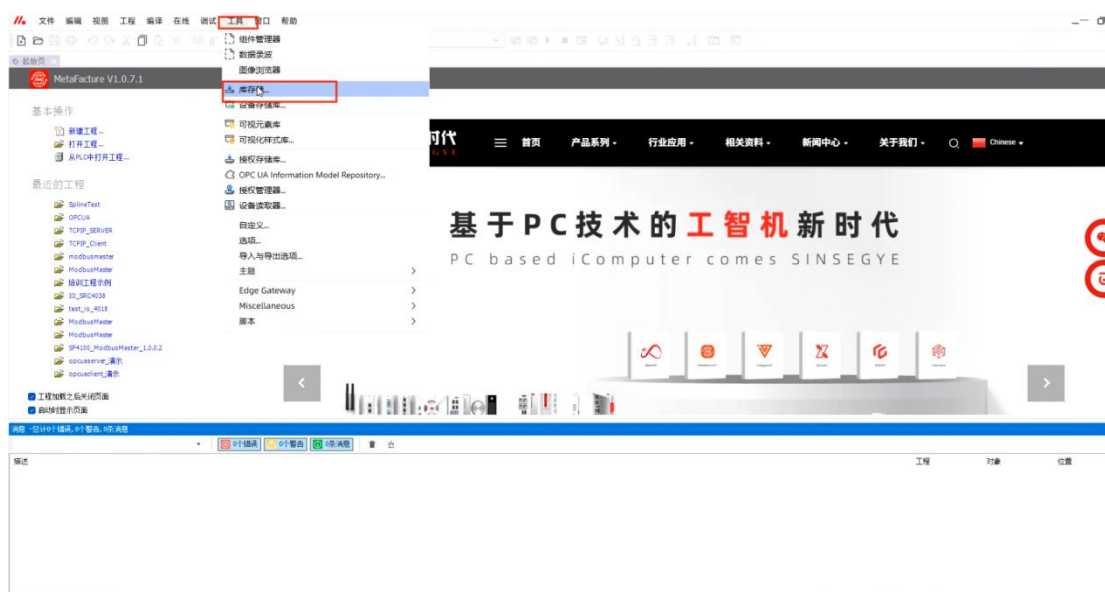 文件 编辑 视图 工程 编译 在线 调试 工具 窗口 帮助
起始页
MetaFacture V1.0.7.1
基本操作
新建工程...
打开工程...
从PLC中打开工程...
最近的工程
SplineTest
OPCUA
TCPIP_SERVER
TCPIP_Client
modbusmaster
ModbusMaster
培训工程示例
IO_SRC4038
test_io_4018
ModbusMaster
ModbusMaster
SP4100_ModbusMaster_1.0.0.2
opcuaserver_演示
opcuaclient_演示
工程加载之后关闭页面
启动时显示页面
组件管理器
数据录波
图像浏览器
库存储...
设备存储库...
可视元素库
可视化样式库...
授权存储库...
OPC UA Information Model Repository...
授权管理器...
设备读取器...
自定义...
选项...
导入与导出选项...
主题
Edge Gateway
Miscellaneous
脚本
时代
首页 产品系列 行业应用 相关资料 新闻中心 关于我们 Chinese
基于PC技术的工智机新时代
PC based iComputer comes SINSEGYE
消息 -总计0个错误, 0个警告, 0条消息
0个错误 0个警告 0条消息
描述 工程 对象 位置